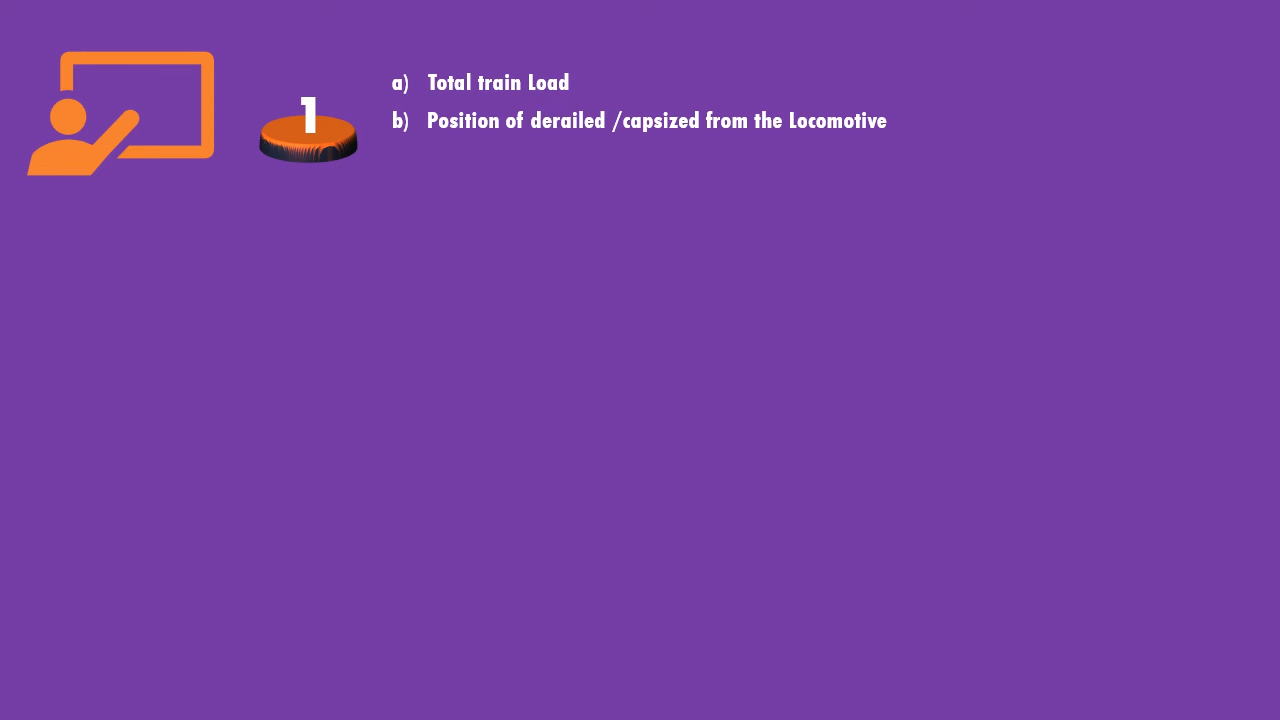 1
a) Total train Load
b) Position of derailed /capsized from the Locomotive